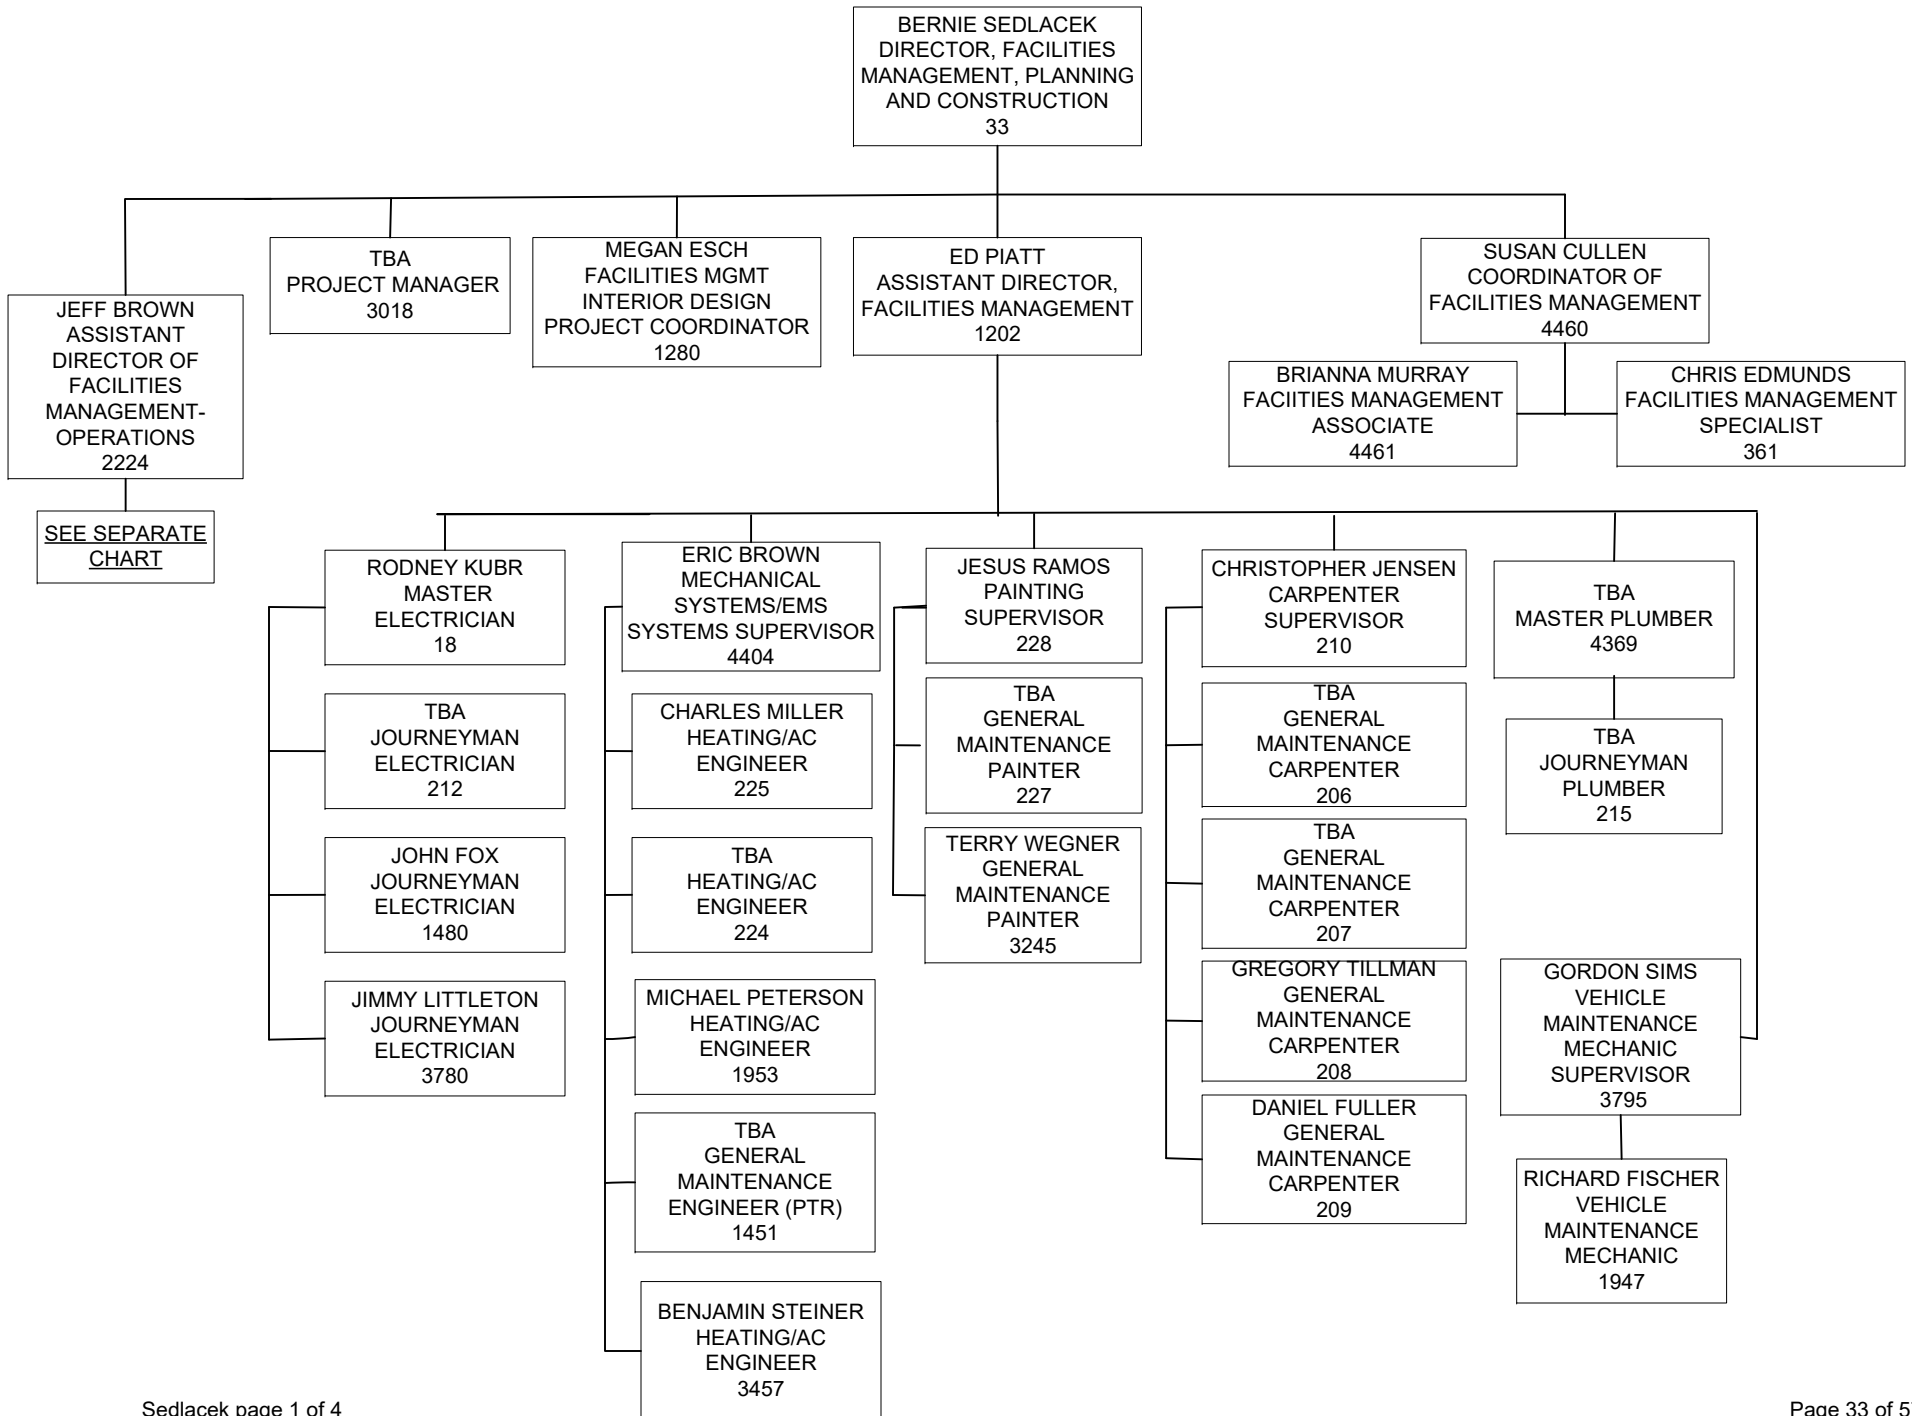 BERNIE SEDLACEK
DIRECTOR, FACILITIES
MANAGEMENT, PLANNING
AND CONSTRUCTION
33
JEFF BROWN
ASSISTANT
DIRECTOR OF
FACILITIES
MANAGEMENT-
OPERATIONS
2224
SEE SEPARATE
CHART
TBA
PROJECT MANAGER
3018
MEGAN ESCH
FACILITIES MGMT
INTERIOR DESIGN
PROJECT COORDINATOR
1280
ED PIATT
ASSISTANT DIRECTOR,
FACILITIES MANAGEMENT
1202
SUSAN CULLEN
COORDINATOR OF
FACILITIES MANAGEMENT
4460
BRIANNA MURRAY
FACIITIES MANAGEMENT
ASSOCIATE
4461
CHRIS EDMUNDS
FACILITIES MANAGEMENT
SPECIALIST
361
RODNEY KUBR
MASTER
ELECTRICIAN
18
TBA
JOURNEYMAN
ELECTRICIAN
212
JOHN FOX
JOURNEYMAN
ELECTRICIAN
1480
JIMMY LITTLETON
JOURNEYMAN
ELECTRICIAN
3780
ERIC BROWN
MECHANICAL
SYSTEMS/EMS
SYSTEMS SUPERVISOR
4404
CHARLES MILLER
HEATING/AC
ENGINEER
225
TBA
HEATING/AC
ENGINEER
224
MICHAEL PETERSON
HEATING/AC
ENGINEER
1953
TBA
GENERAL
MAINTENANCE
ENGINEER (PTR)
1451
BENJAMIN STEINER
HEATING/AC
ENGINEER
3457
JESUS RAMOS
PAINTING
SUPERVISOR
228
TBA
GENERAL
MAINTENANCE
PAINTER
227
TERRY WEGNER
GENERAL
MAINTENANCE
PAINTER
3245
CHRISTOPHER JENSEN
CARPENTER
SUPERVISOR
210
TBA
GENERAL
MAINTENANCE
CARPENTER
206
TBA
GENERAL
MAINTENANCE
CARPENTER
207
GREGORY TILLMAN
GENERAL
MAINTENANCE
CARPENTER
208
DANIEL FULLER
GENERAL
MAINTENANCE
CARPENTER
209
TBA
MASTER PLUMBER
4369
TBA
JOURNEYMAN
PLUMBER
215
GORDON SIMS
VEHICLE
MAINTENANCE
MECHANIC
SUPERVISOR
3795
RICHARD FISCHER
VEHICLE
MAINTENANCE
MECHANIC
1947
Sedlacek page 1 of 4
Page 33 of